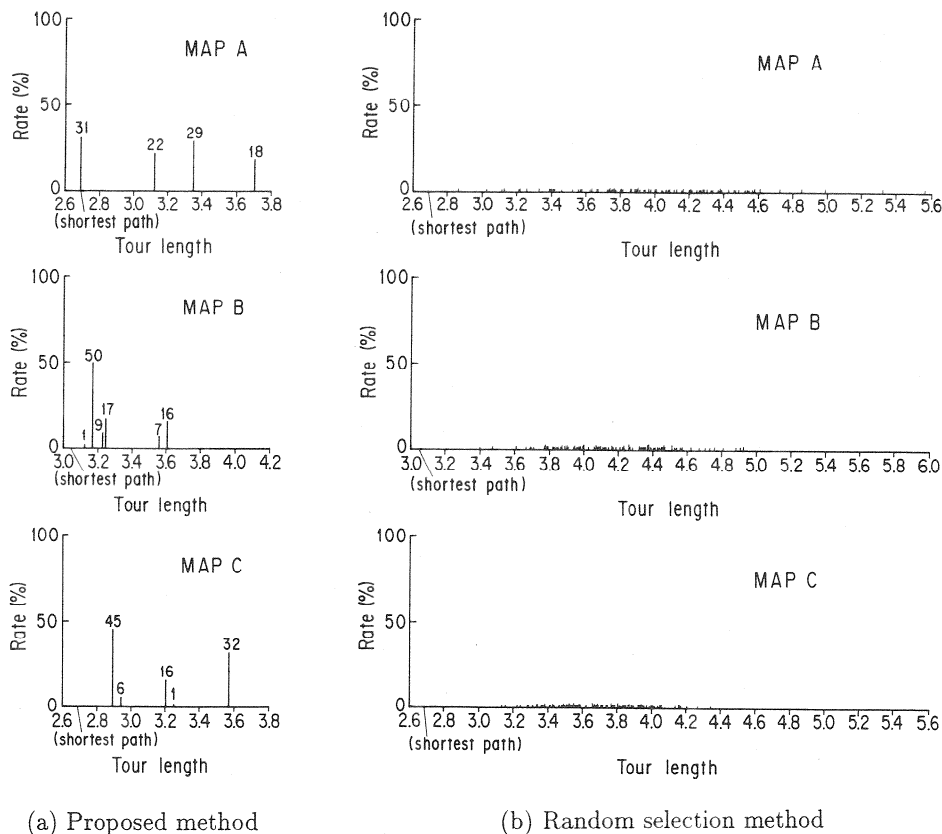 100
50
0
Rate (%)
MAP A
31
22
29
18
2.6 2.8 3.0 3.2 3.4 3.6 3.8
(shortest path)
Tour length
100
50
0
Rate (%)
MAP A
2.6 2.8 3.0 3.2 3.4 3.6 3.8 4.0 4.2 4.4 4.6 4.8 5.0 5.2 5.4 5.6
(shortest path)
Tour length
100
50
0
Rate (%)
MAP B
1
50
9
17
7
16
3.0 3.2 3.4 3.6 3.8 4.0 4.2
(shortest path)
Tour length
100
50
0
Rate (%)
MAP B
3.0 3.2 3.4 3.6 3.8 4.0 4.2 4.4 4.6 4.8 5.0 5.2 5.4 5.6 5.8 6.0
(shortest path)
Tour length
100
50
0
Rate (%)
MAP C
45
6
16
1
32
2.6 2.8 3.0 3.2 3.4 3.6 3.8
(shortest path)
Tour length
100
50
0
Rate (%)
MAP C
2.6 2.8 3.0 3.2 3.4 3.6 3.8 4.0 4.2 4.4 4.6 4.8 5.0 5.2 5.4 5.6
(shortest path)
Tour length
(a) Proposed method
(b) Random selection method